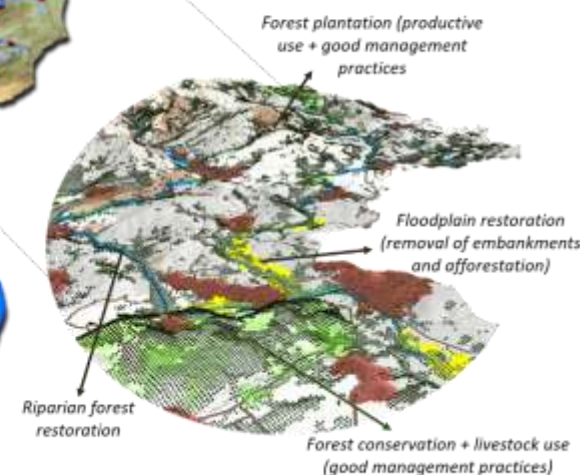 Forest plantation (productive
use + good management
practices
Floodplain restoration
(removal of embankments
and afforestation)
Riparian forest
restoration
Forest conservation + livestock use
(good management practices)